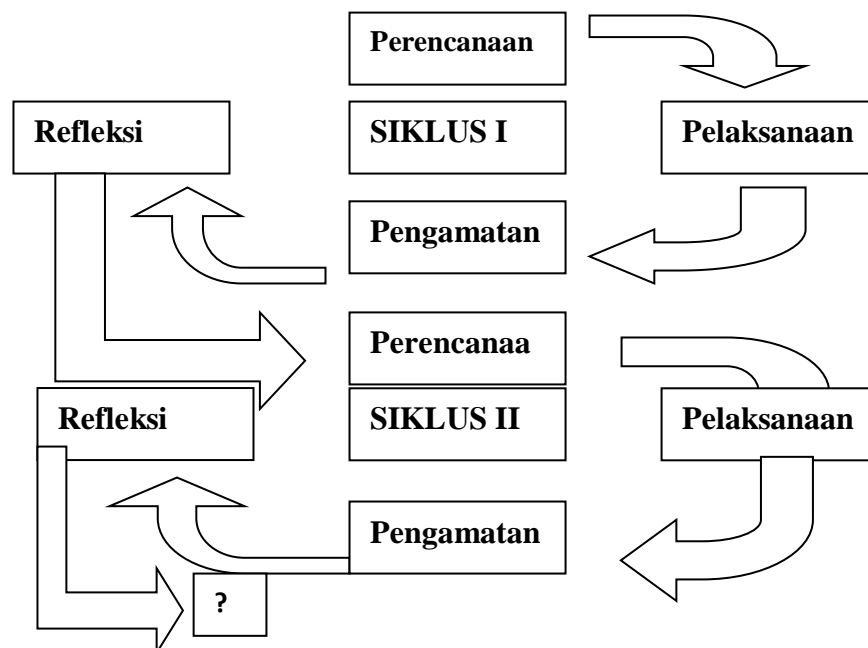 Perencanaan
Refleksi
SIKLUS I
Pelaksanaan
Pengamatan
Perencanaa
Refleksi
SIKLUS II
Pelaksanaan
Pengamatan
?